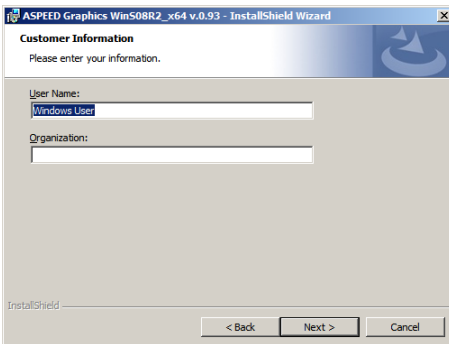 ASPEED Graphics WinS08R2_x64 v.0.93 - InstallShield Wizard
Customer Information
Please enter your information.
User Name:
Windows User
Organization:
InstallShield
< Back Next > Cancel